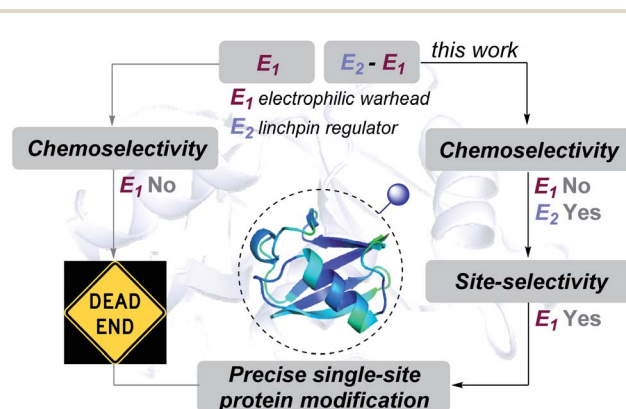 E1
E2 - E1
this work
E1 electrophilic warhead
E2 linchpin regulator
Chemoselectivity
E1 No
DEAD
END
Chemoselectivity
E1 No
E2 Yes
Site-selectivity
E1 Yes
Precise single-site
protein modification